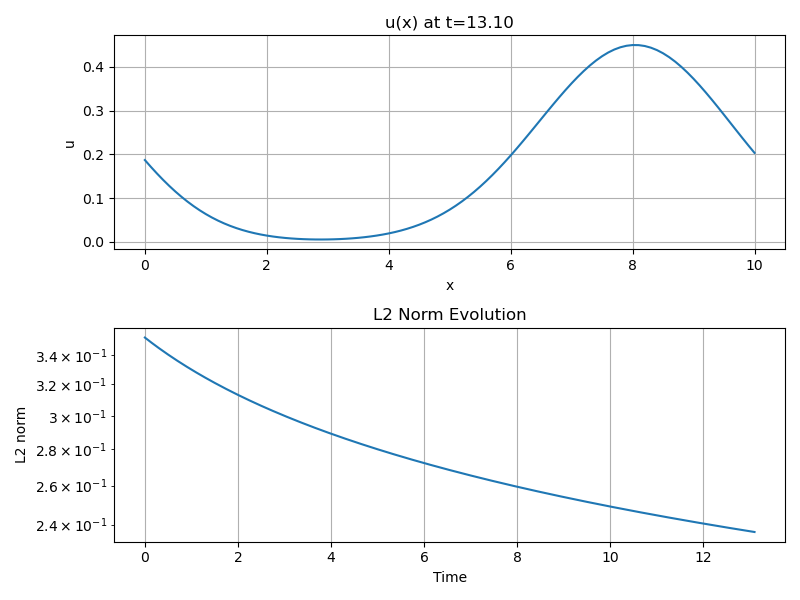 u(x) at t=13.10
u
0.4
0.3
0.2
0.1
0.0
0 2 4 6 8 10
x
L2 Norm Evolution
L2 norm
3.4 × 10⁻¹
3.2 × 10⁻¹
3 × 10⁻¹
2.8 × 10⁻¹
2.6 × 10⁻¹
2.4 × 10⁻¹
0 2 4 6 8 10 12
Time